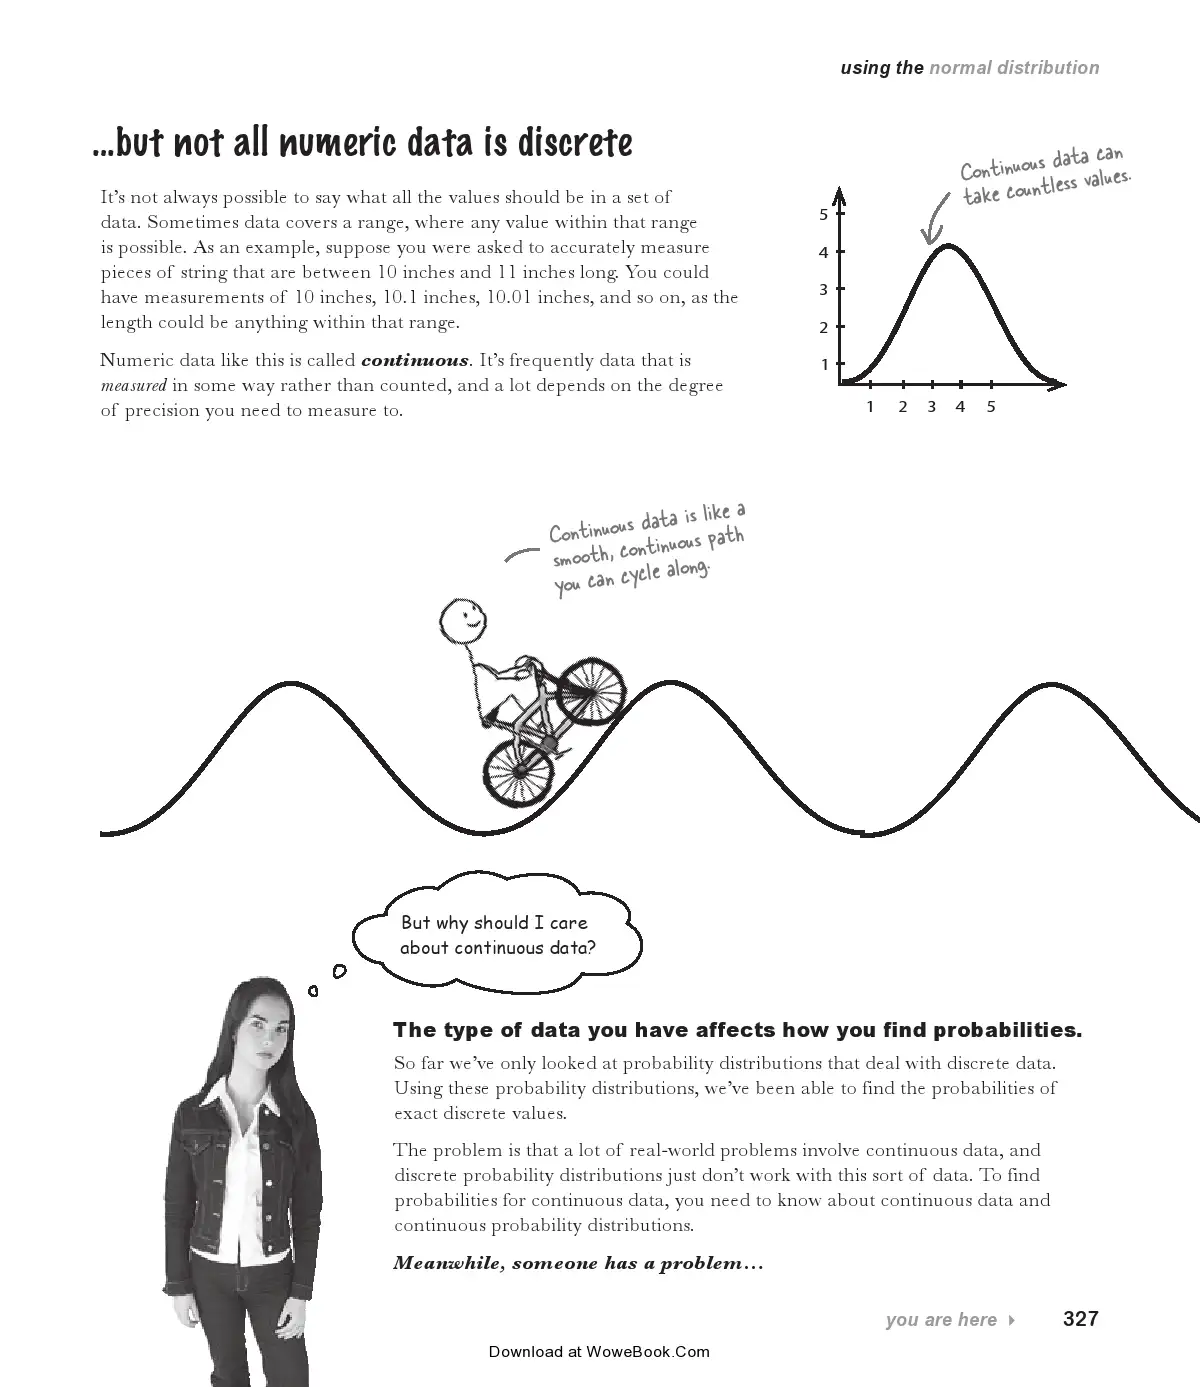 using the normal distribution
...but not all numeric data is discrete
It's not always possible to say what all the values should be in a set of
data. Sometimes data covers a range, where any value within that range
is possible. As an example, suppose you were asked to accurately measure
pieces of string that are between 10 inches and 11 inches long. You could
have measurements of 10 inches, 10.1 inches, 10.01 inches, and so on, as the
length could be anything within that range.
Numeric data like this is called continuous. It's frequently data that is
measured in some way rather than counted, and a lot depends on the degree
of precision you need to measure to.
Continuous data can
take countless values.
5
4
3
2
1
1 2 3 4 5
Continuous data is like a
smooth, continuous path
you can cycle along.
But why should I care
about continuous data?
The type of data you have affects how you find probabilities.
So far we've only looked at probability distributions that deal with discrete data.
Using these probability distributions, we've been able to find the probabilities of
exact discrete values.
The problem is that a lot of real-world problems involve continuous data, and
discrete probability distributions just don't work with this sort of data. To find
probabilities for continuous data, you need to know about continuous data and
continuous probability distributions.
Meanwhile, someone has a problem...
you are here 327
Download at WoweBook.Com